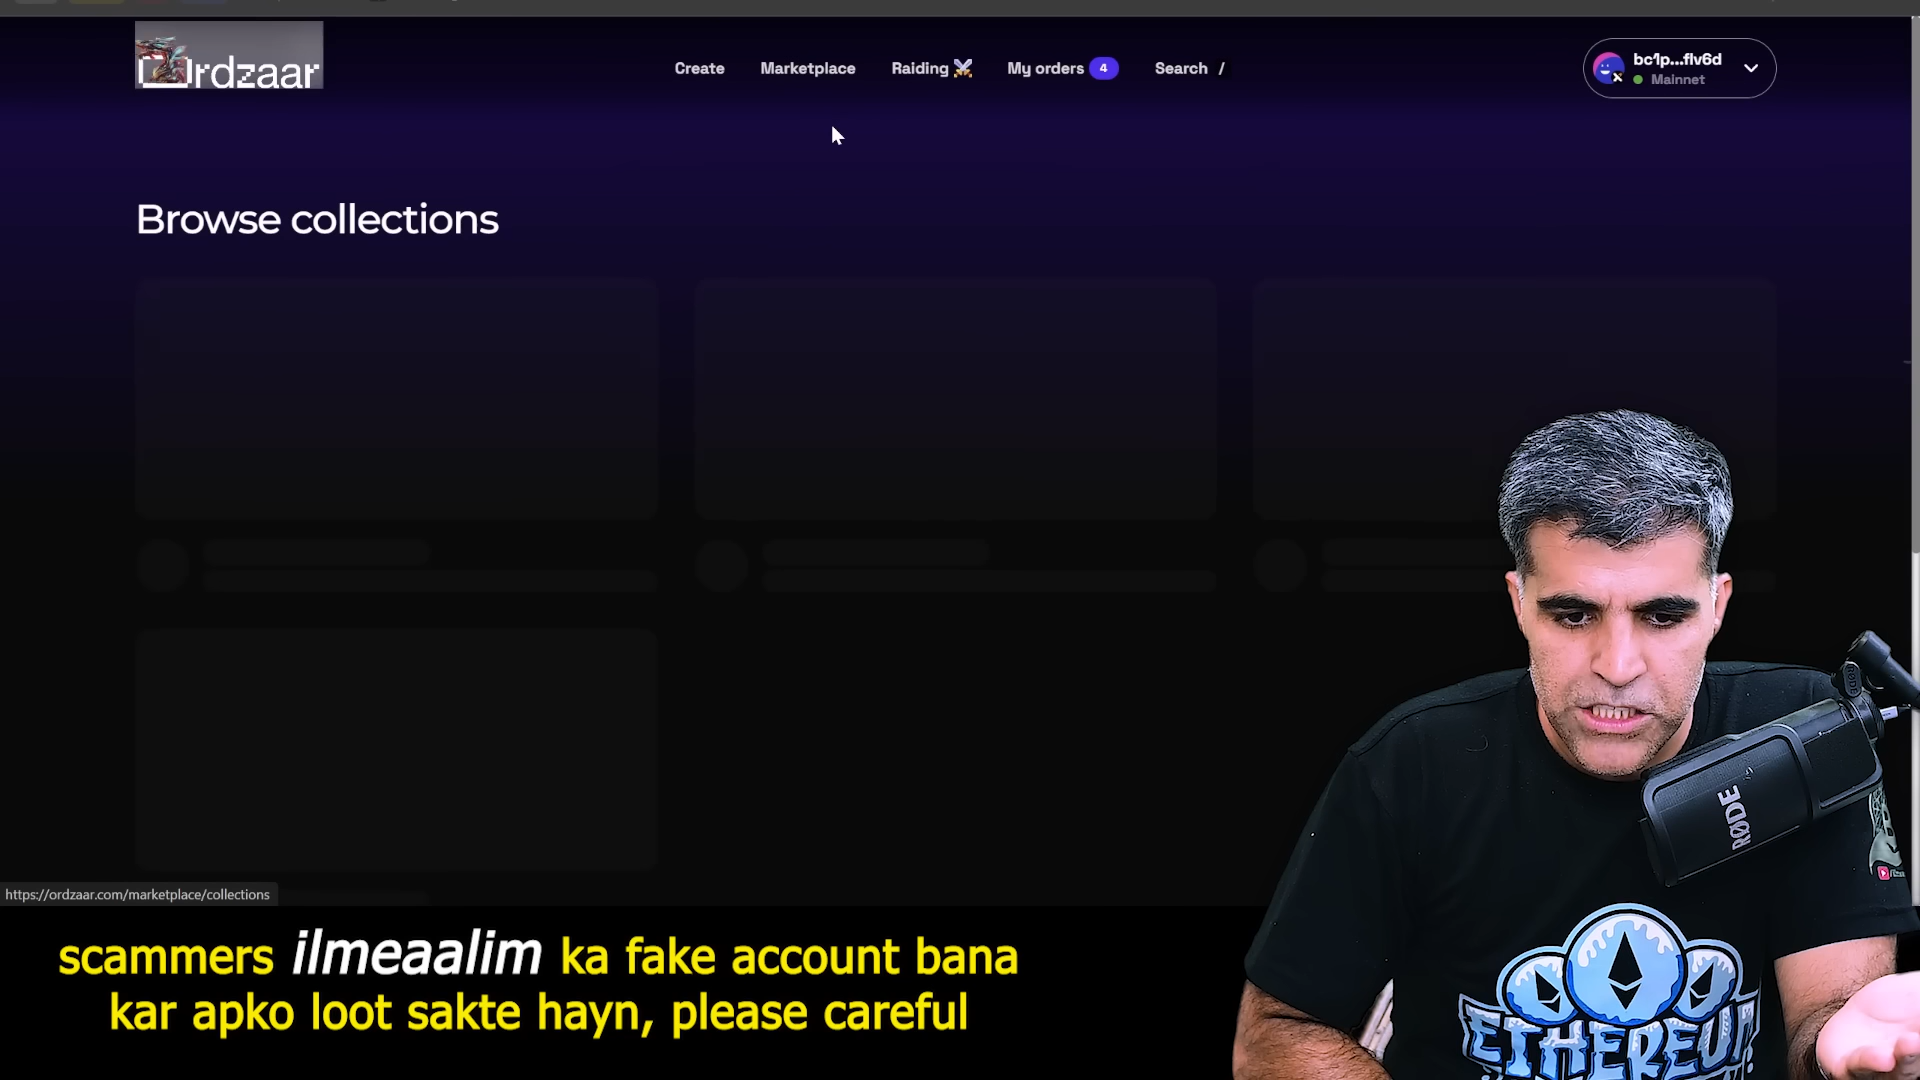 Ordzaar
Create
Marketplace
Raiding
My orders 4
Search /
bc1p...flv6d
Mainnet
Browse collections
RØDE
https://ordzaar.com/marketplace/collections
scammers ilmeaalim ka fake account bana
kar apko loot sakte hayn, please careful
ETHEREUM